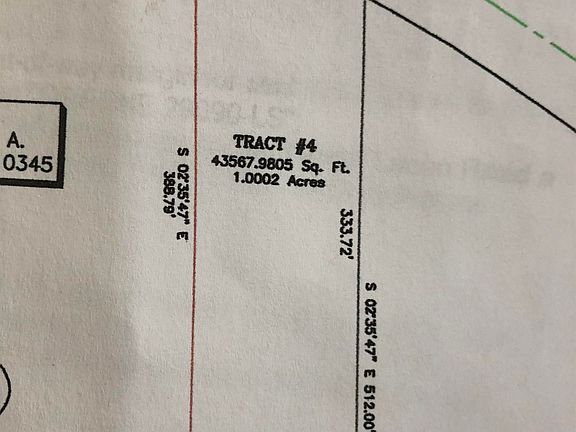 TRACT #4
43567.9805 Sq. Ft.
1.0002 Acres
A.
0345
S 02°35'47" E
388.79'
333.72'
S 02°35'47" E 512.00'